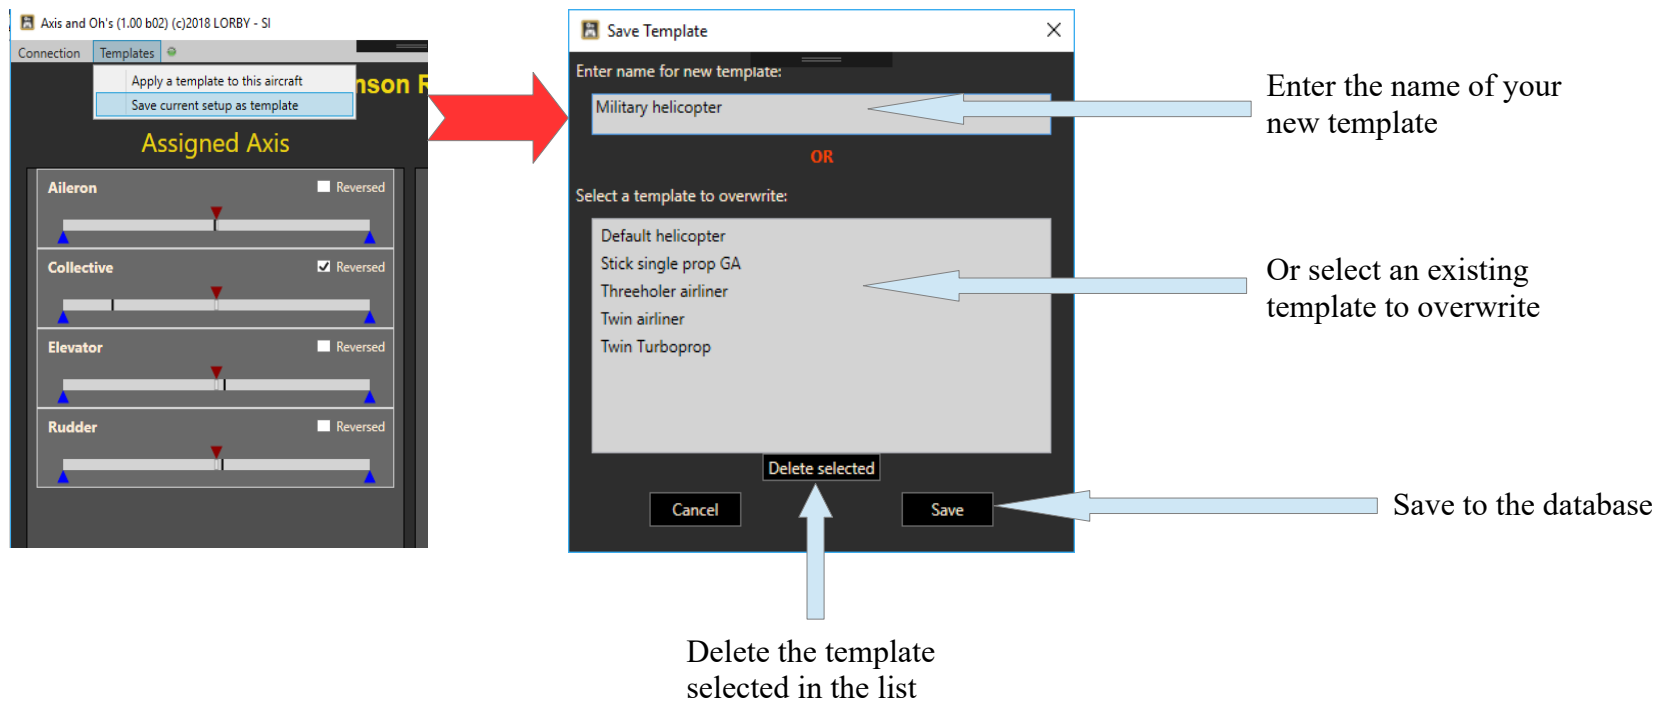 Axis and Oh's (1.00 b02) (c)2018 LORBY - SI
Connection Templates
Apply a template to this aircraft
Save current setup as template
nson R
Assigned Axis
Aileron Reversed
Collective Reversed
Elevator Reversed
Rudder Reversed
Save Template
Enter name for new template:
Military helicopter
OR
Select a template to overwrite:
Default helicopter
Stick single prop GA
Threeholer airliner
Twin airliner
Twin Turboprop
Delete selected
Cancel Save
Enter the name of your
new template
Or select an existing
template to overwrite
Save to the database
Delete the template
selected in the list